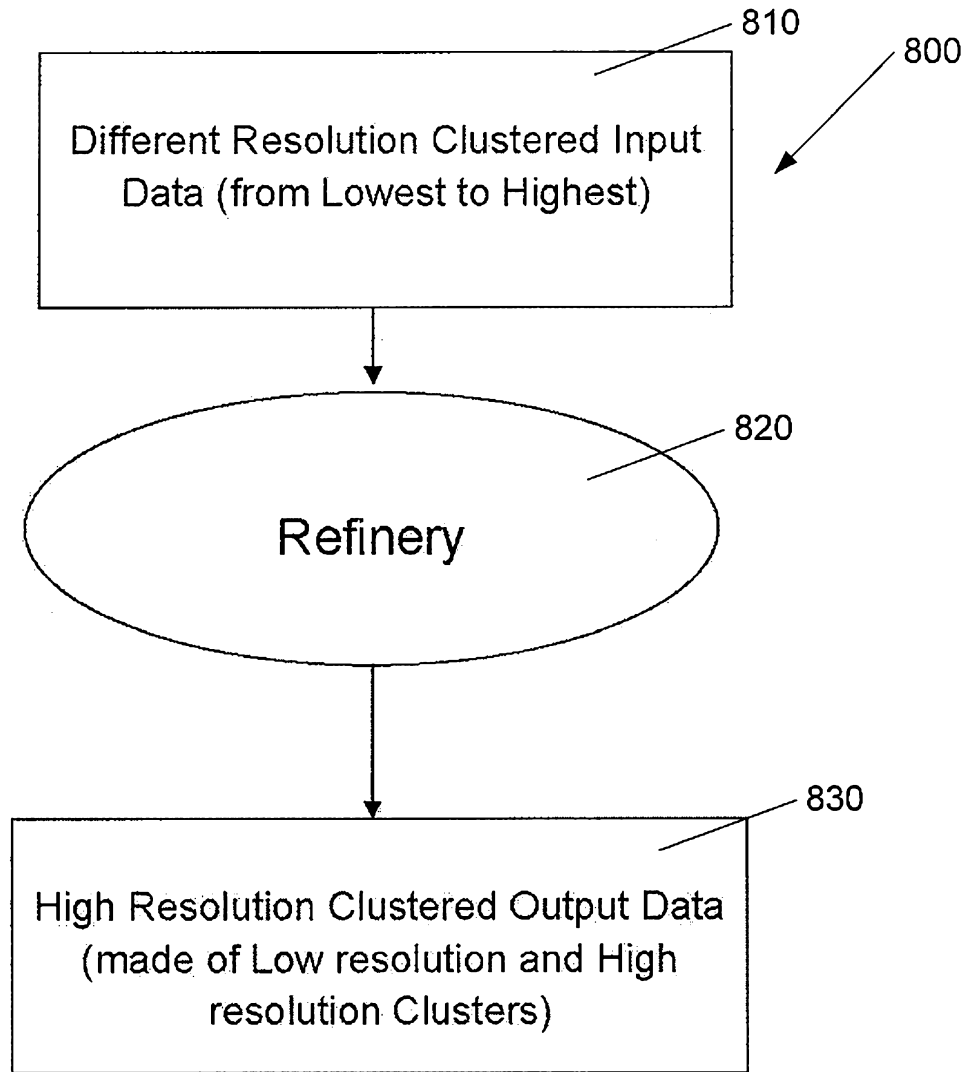 810
800
Different Resolution Clustered Input
Data (from Lowest to Highest)
820
Refinery
830
High Resolution Clustered Output Data
(made of Low resolution and High
resolution Clusters)